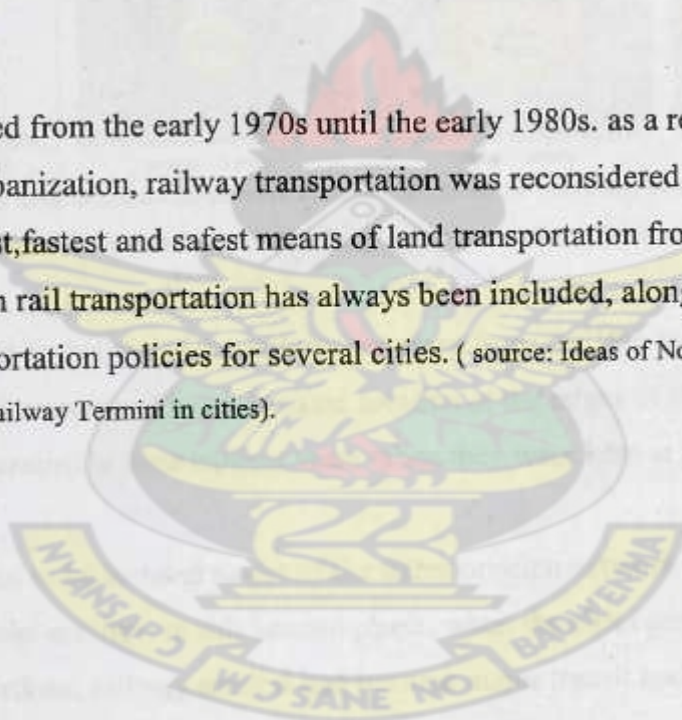 ed from the early 1970s until the early 1980s. as a re
banization, railway transportation was reconsidered
st,fastest and safest means of land transportation fro
n rail transportation has always been included, along
ortation policies for several cities. ( source: Ideas of No
ailway Termini in cities).
NYANSAPƆ WƆSANE NO BADWENMA